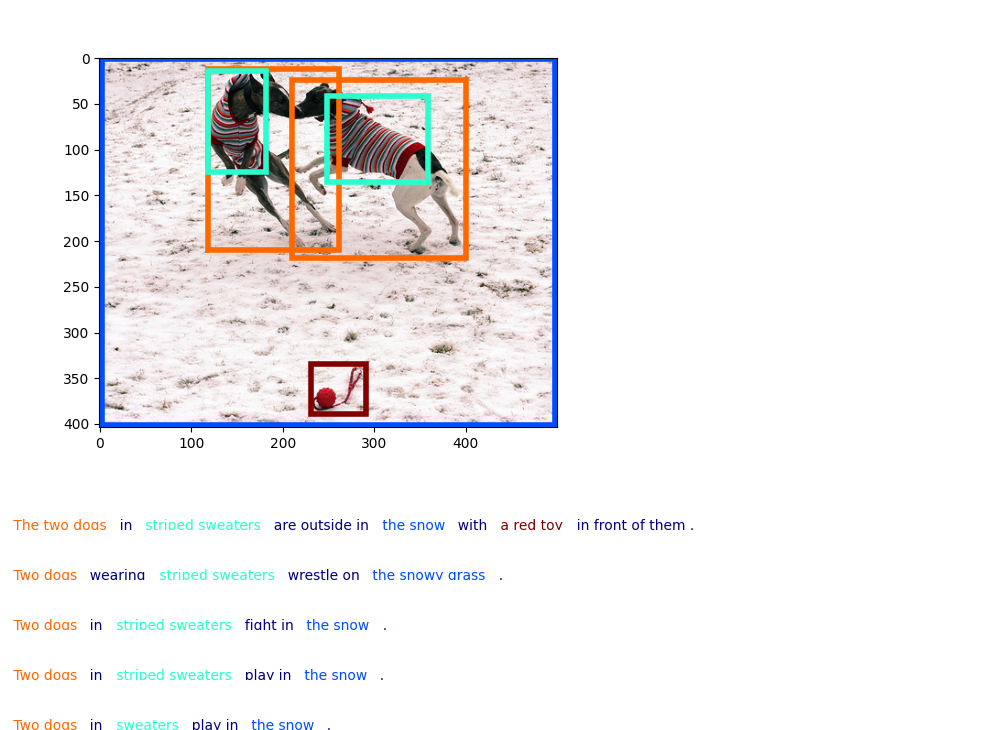 0
50
100
150
200
250
300
350
400
0 100 200 300 400
The two dogs in striped sweaters are outside in the snow with a red toy in front of them .
Two dogs wearing striped sweaters wrestle on the snowy grass .
Two dogs in striped sweaters fight in the snow .
Two dogs in striped sweaters play in the snow .
Two dogs in sweaters play in the snow .